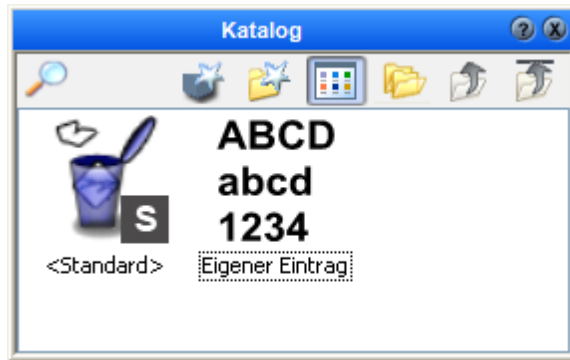 Katalog
S
ABCD
abcd
1234
<Standard>
Eigener Eintrag